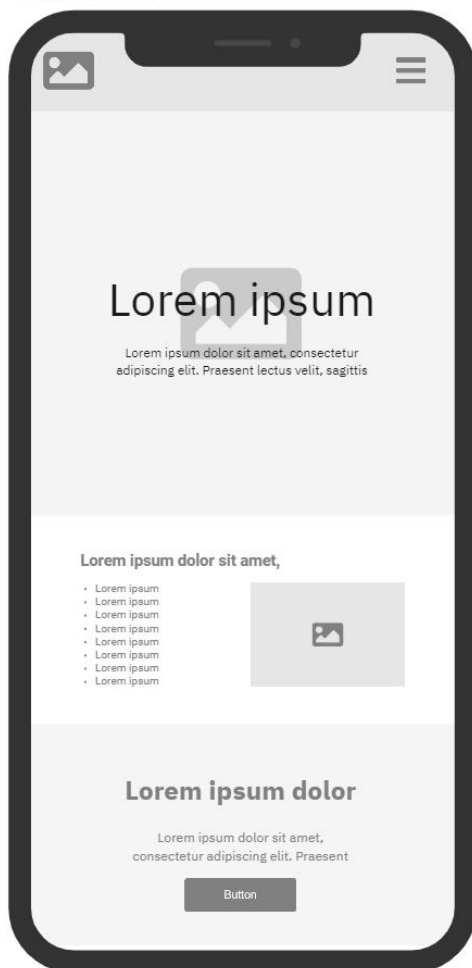 Lorem ipsum
Lorem ipsum dolor sit amet, consectetur
adipiscing elit. Praesent lectus velit, sagittis
Lorem ipsum dolor sit amet,
• Lorem ipsum
• Lorem ipsum
• Lorem ipsum
• Lorem ipsum
• Lorem ipsum
• Lorem ipsum
• Lorem ipsum
• Lorem ipsum
Lorem ipsum dolor
Lorem ipsum dolor sit amet,
consectetur adipiscing elit. Praesent
Button